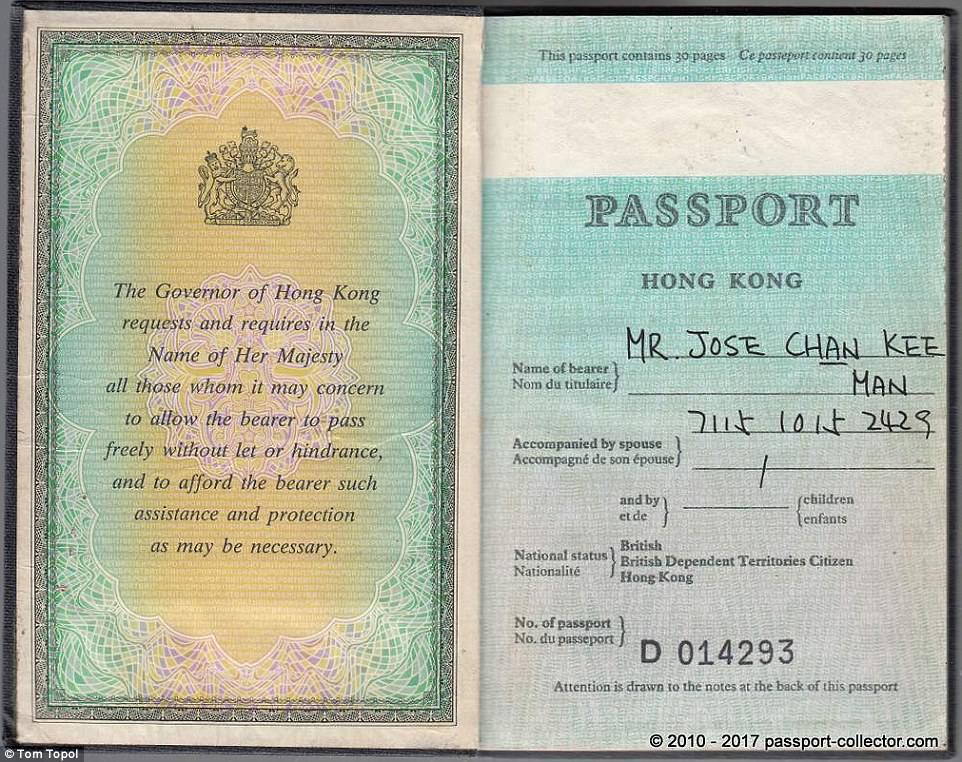 The Governor of Hong Kong
requests and requires in the
Name of Her Majesty
all those whom it may concern
to allow the bearer to pass
freely without let or hindrance,
and to afford the bearer such
assistance and protection
as may be necessary.
This passport contains 30 pages Ce passeport contient 30 pages
PASSPORT
HONG KONG
MR. JOSE CHAN KEE
Name of bearer
Nom du titulaire
MAN
7115 1015 2429
Accompanied by spouse
Accompagné de son épouse
/
and by
et de
children
enfants
National status
Nationalité
British
British Dependent Territories Citizen
Hong Kong
No. of passport
No. du passeport
D 014293
Attention is drawn to the notes at the back of this passport
© Tom Topol
© 2010 - 2017 passport-collector.com